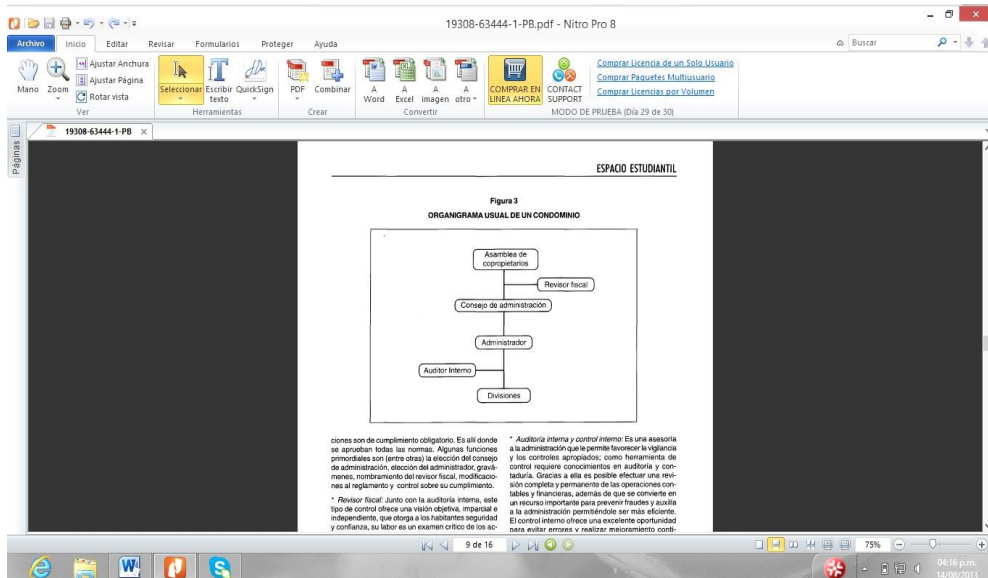 19308-63444-1-PB.pdf - Nitro Pro 8
Archivo Inicio Editar Revisar Formularios Proteger Ayuda Buscar
Mano
Zoom
Ajustar Anchura
Ajustar Página
Rotar vista
Ver
Seleccionar
Escribir texto
QuickSign
Herramientas
PDF
Combinar
Crear
A Word
A Excel
A imagen
A otro
Convertir
COMPRAR EN LINEA AHORA
CONTACT SUPPORT
Comprar Licencia de un Solo Usuario
Comprar Paquetes Multiusuario
Comprar Licencias por Volumen
MODO DE PRUEBA (Día 29 de 30)
19308-63444-1-PB
Páginas
ESPACIO ESTUDIANTIL
Figura 3
ORGANIGRAMA USUAL DE UN CONDOMINIO
Asamblea de
copropietarios
Revisor fiscal
Consejo de administración
Administrador
Auditor Interno
Divisiones
ciones son de cumplimiento obligatorio. Es allí donde
se aprueban todas las normas. Algunas funciones
primordiales son (entre otras) la elección del consejo
de administración, elección del administrador, gravá-
menes, nombramiento del revisor fiscal, modificacio-
nes al reglamento y control sobre su cumplimiento.
* Revisor fiscal: Junto con la auditoría interna, este
tipo de control ofrece una visión objetiva, imparcial e
independiente, que otorga a los habitantes seguridad
y confianza, su labor es un examen crítico de los ac-
* Auditoría interna y control interno: Es una asesoría
a la administración que le permite favorecer la vigilancia
y los controles apropiados; como herramienta de
control requiere conocimientos en auditoría y con-
taduría. Gracias a ella es posible efectuar una revi-
sión completa y permanente de las operaciones con-
tables y financieras, además de que se convierte en
un recurso importante para prevenir fraudes y auxilia
a la administración permitiéndole ser más eficiente.
El control interno ofrece una excelente oportunidad
para evitar errores y realizar mejoramiento conti-
9 de 16
75%
04:16 p.m.
14/08/2013